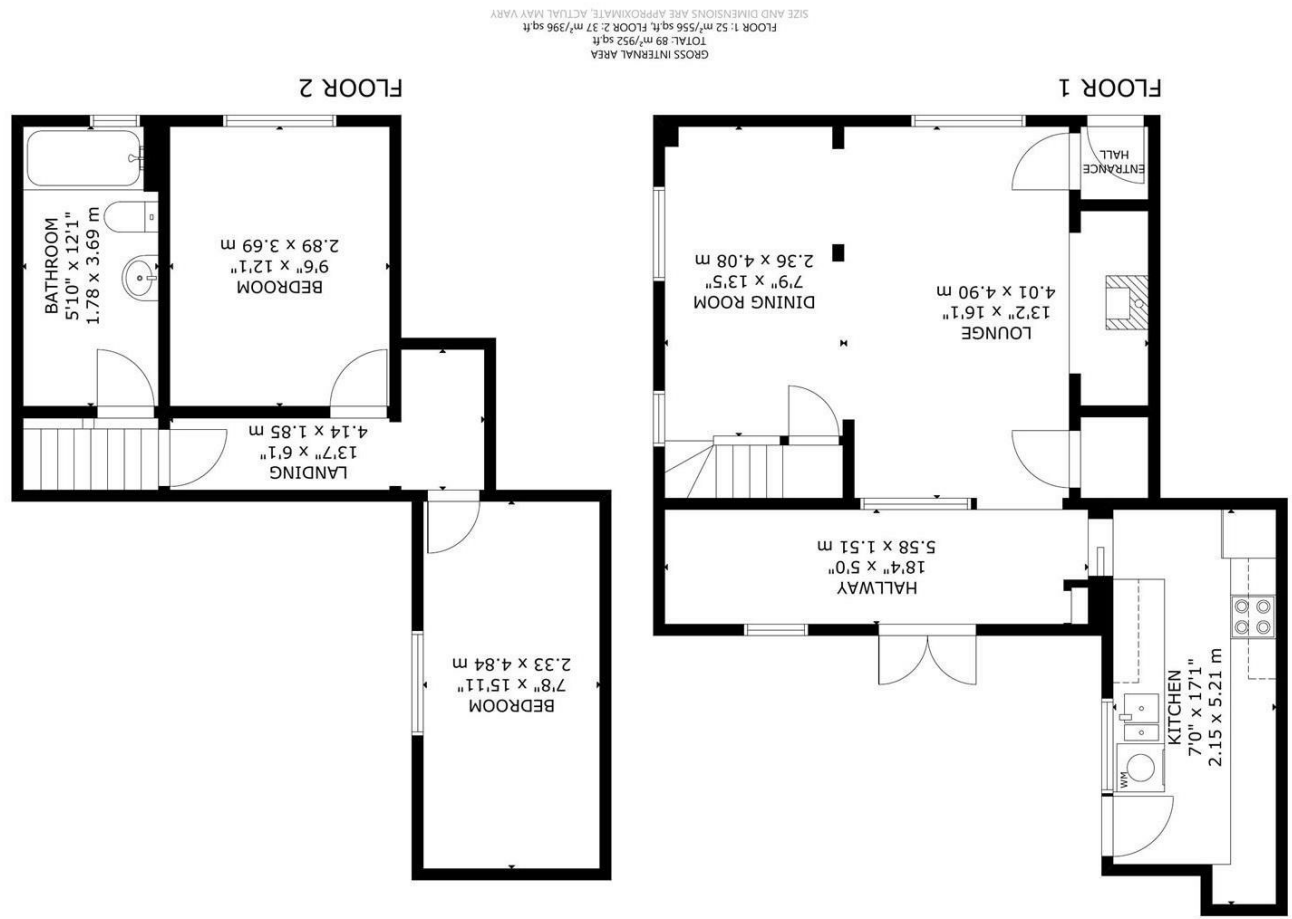 FLOOR 1
ENTRANCE
HALL
LOUNGE
13'2" x 16'1"
4.01 x 4.90 m
DINING ROOM
7'9" x 13'5"
2.36 x 4.08 m
HALLWAY
18'4" x 5'0"
5.58 x 1.51 m
KITCHEN
7'0" x 17'1"
2.15 x 5.21 m
WM
FLOOR 2
BEDROOM
9'6" x 12'1"
2.89 x 3.69 m
BATHROOM
5'10" x 12'1"
1.78 x 3.69 m
LANDING
13'7" x 6'1"
4.14 x 1.85 m
BEDROOM
7'8" x 15'11"
2.33 x 4.84 m
GROSS INTERNAL AREA
TOTAL: 89 m²/952 sq.ft
FLOOR 1: 52 m²/556 sq.ft, FLOOR 2: 37 m²/396 sq.ft
SIZE AND DIMENSIONS ARE APPROXIMATE, ACTUAL MAY VARY